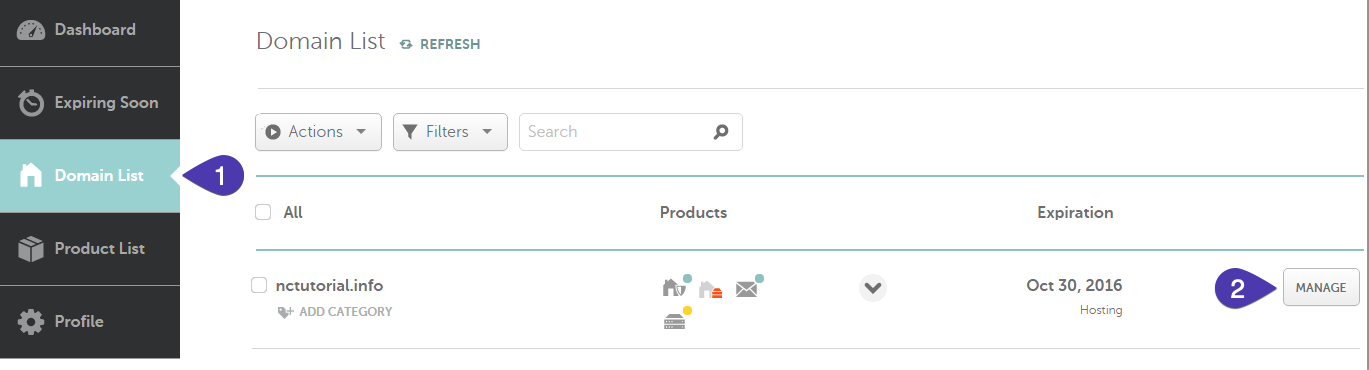 Dashboard
Expiring Soon
Domain List
Product List
Profile
1
Domain List REFRESH
Actions Filters Search
All Products Expiration
nctutorial.info Oct 30, 2016 2 MANAGE
ADD CATEGORY Hosting